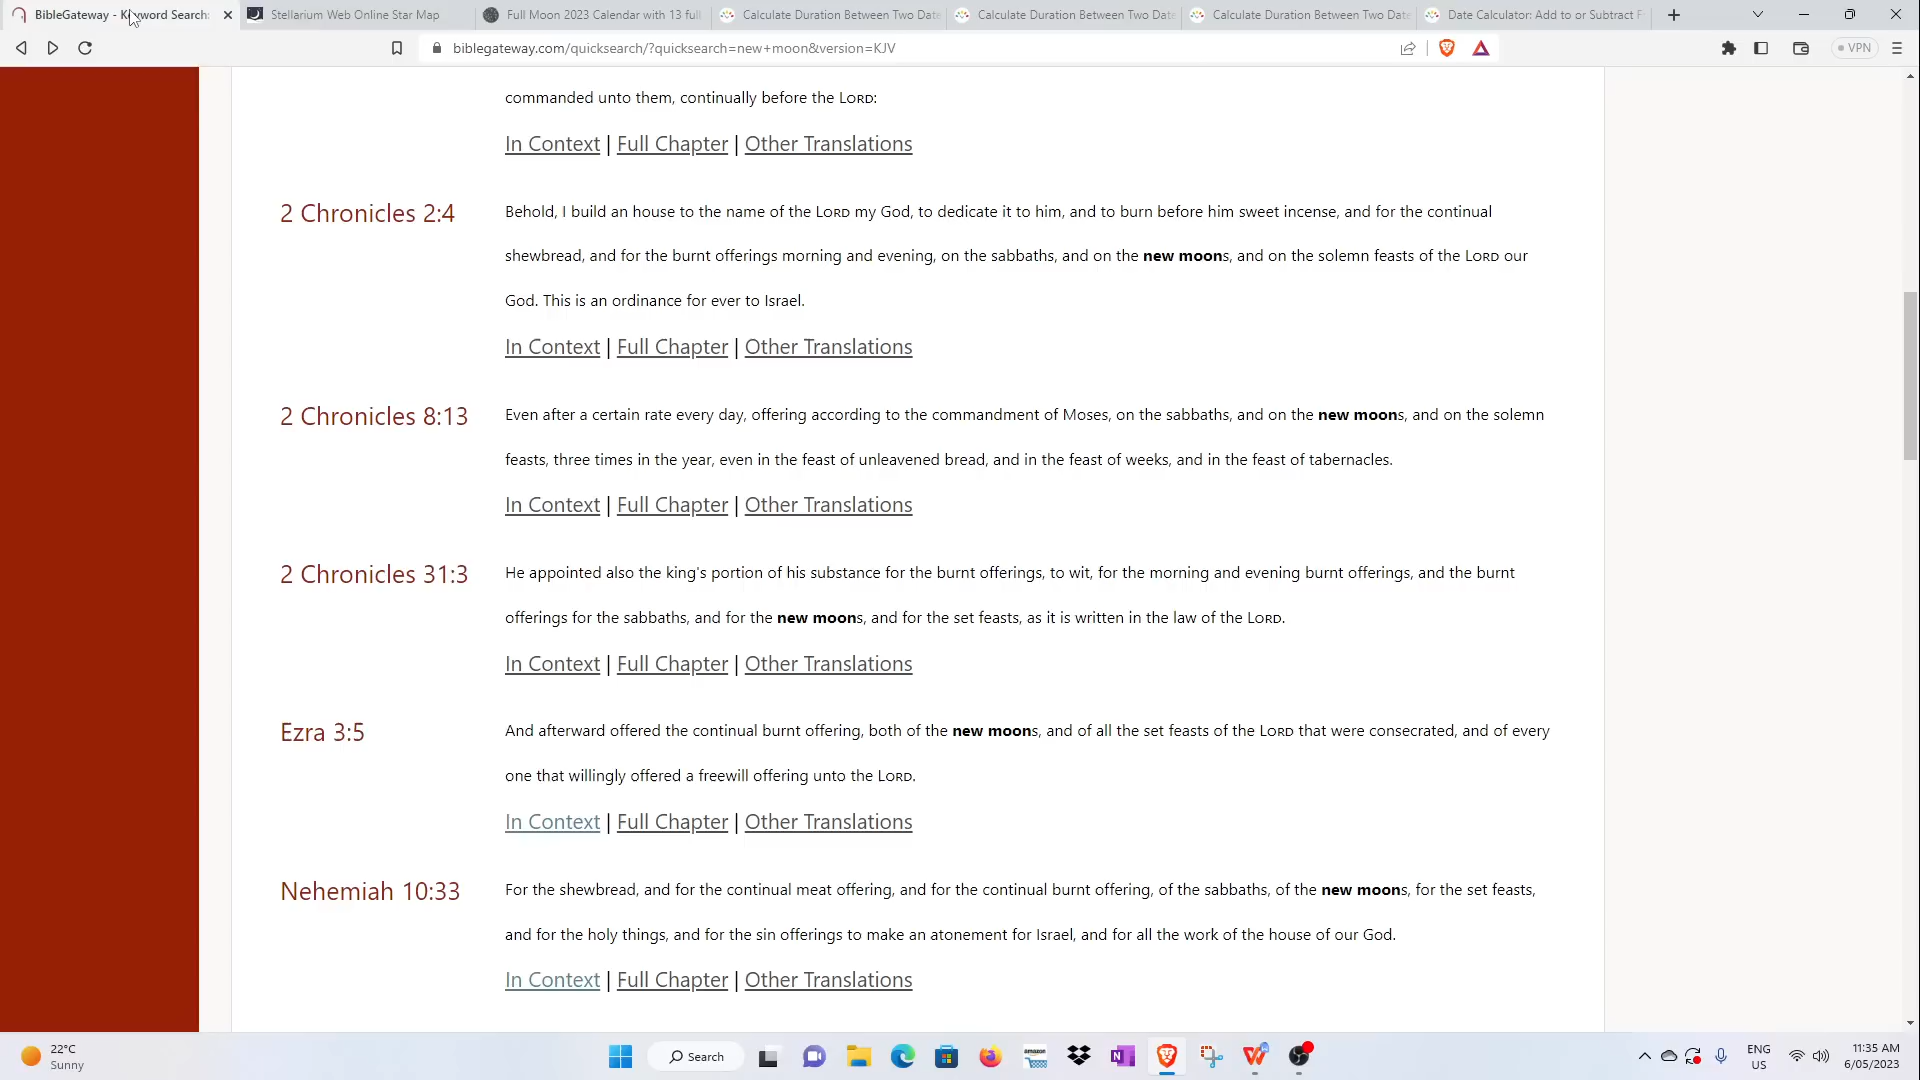 BibleGateway - Keyword Search:
Stellarium Web Online Star Map
Full Moon 2023 Calendar with 13 full
Calculate Duration Between Two Date
Calculate Duration Between Two Date
Calculate Duration Between Two Date
Date Calculator: Add to or Subtract F
biblegateway.com/quicksearch/?quicksearch=new+moon&version=KJV
VPN
commanded unto them, continually before the LORD:
In Context | Full Chapter | Other Translations
2 Chronicles 2:4
Behold, I build an house to the name of the LORD my God, to dedicate it to him, and to burn before him sweet incense, and for the continual
shewbread, and for the burnt offerings morning and evening, on the sabbaths, and on the new moons, and on the solemn feasts of the LORD our
God. This is an ordinance for ever to Israel.
In Context | Full Chapter | Other Translations
2 Chronicles 8:13
Even after a certain rate every day, offering according to the commandment of Moses, on the sabbaths, and on the new moons, and on the solemn
feasts, three times in the year, even in the feast of unleavened bread, and in the feast of weeks, and in the feast of tabernacles.
In Context | Full Chapter | Other Translations
2 Chronicles 31:3
He appointed also the king's portion of his substance for the burnt offerings, to wit, for the morning and evening burnt offerings, and the burnt
offerings for the sabbaths, and for the new moons, and for the set feasts, as it is written in the law of the LORD.
In Context | Full Chapter | Other Translations
Ezra 3:5
And afterward offered the continual burnt offering, both of the new moons, and of all the set feasts of the LORD that were consecrated, and of every
one that willingly offered a freewill offering unto the LORD.
In Context | Full Chapter | Other Translations
Nehemiah 10:33
For the shewbread, and for the continual meat offering, and for the continual burnt offering, of the sabbaths, of the new moons, for the set feasts,
and for the holy things, and for the sin offerings to make an atonement for Israel, and for all the work of the house of our God.
In Context | Full Chapter | Other Translations
22°C
Sunny
Search
amazon
ENG
US
11:35 AM
6/05/2023